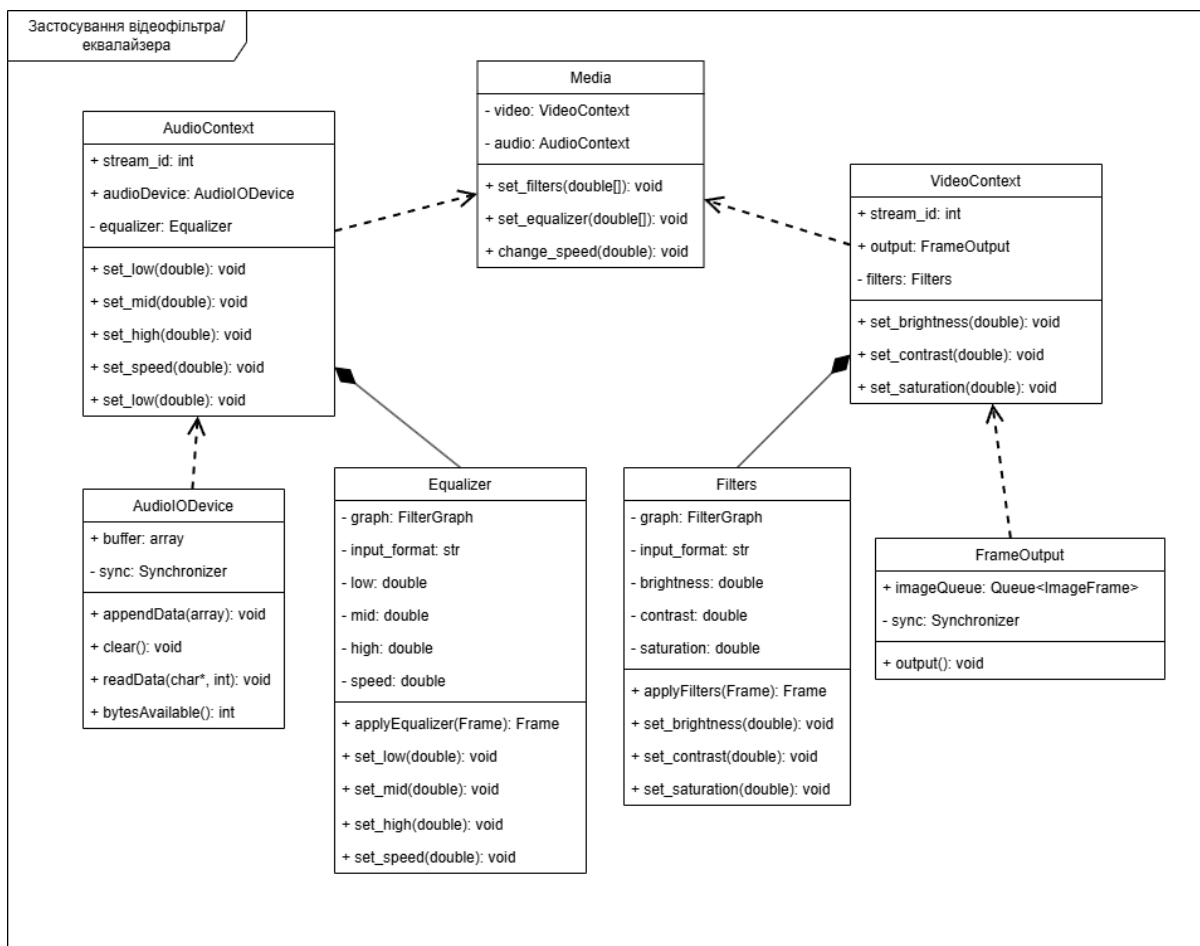 Застосування відеофільтра/
еквалайзера
Media
- video: VideoContext
- audio: AudioContext
+ set_filters(double[]): void
+ set_equalizer(double[]): void
+ change_speed(double): void
AudioContext
+ stream_id: int
+ audioDevice: AudioIODevice
- equalizer: Equalizer
+ set_low(double): void
+ set_mid(double): void
+ set_high(double): void
+ set_speed(double): void
+ set_low(double): void
VideoContext
+ stream_id: int
+ output: FrameOutput
- filters: Filters
+ set_brightness(double): void
+ set_contrast(double): void
+ set_saturation(double): void
AudioIODevice
+ buffer: array
- sync: Synchronizer
+ appendData(array): void
+ clear(): void
+ readData(char*, int): void
+ bytesAvailable(): int
Equalizer
- graph: FilterGraph
- input_format: str
- low: double
- mid: double
- high: double
- speed: double
+ applyEqualizer(Frame): Frame
+ set_low(double): void
+ set_mid(double): void
+ set_high(double): void
+ set_speed(double): void
Filters
- graph: FilterGraph
- input_format: str
- brightness: double
- contrast: double
- saturation: double
+ applyFilters(Frame): Frame
+ set_brightness(double): void
+ set_contrast(double): void
+ set_saturation(double): void
FrameOutput
+ imageQueue: Queue<ImageFrame>
- sync: Synchronizer
+ output(): void